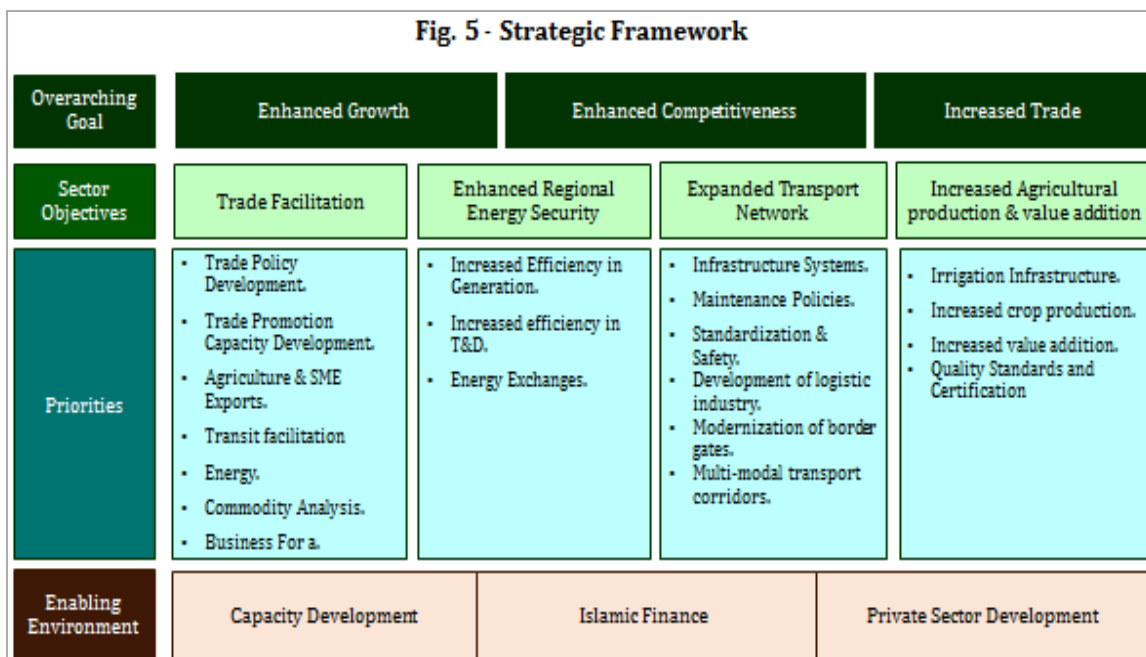 Fig. 5 - Strategic Framework
Overarching
Goal
Enhanced Growth
Enhanced Competitiveness
Increased Trade
Sector
Objectives
Trade Facilitation
Enhanced Regional
Energy Security
Expanded Transport
Network
Increased Agricultural
production & value addition
Priorities
▪ Trade Policy
Development.
▪ Trade Promotion
Capacity Development.
▪ Agriculture & SME
Exports.
▪ Transit facilitation
▪ Energy.
▪ Commodity Analysis.
▪ Business For a.
▪ Increased Efficiency in
Generation.
▪ Increased efficiency in
T&D.
▪ Energy Exchanges.
▪ Infrastructure Systems.
▪ Maintenance Policies.
▪ Standardization &
Safety.
▪ Development of logistic
industry.
▪ Modernization of border
gates.
▪ Multi-modal transport
corridors.
▪ Irrigation Infrastructure.
▪ Increased crop production.
▪ Increased value addition.
▪ Quality Standards and
Certification
Enabling
Environment
Capacity Development
Islamic Finance
Private Sector Development